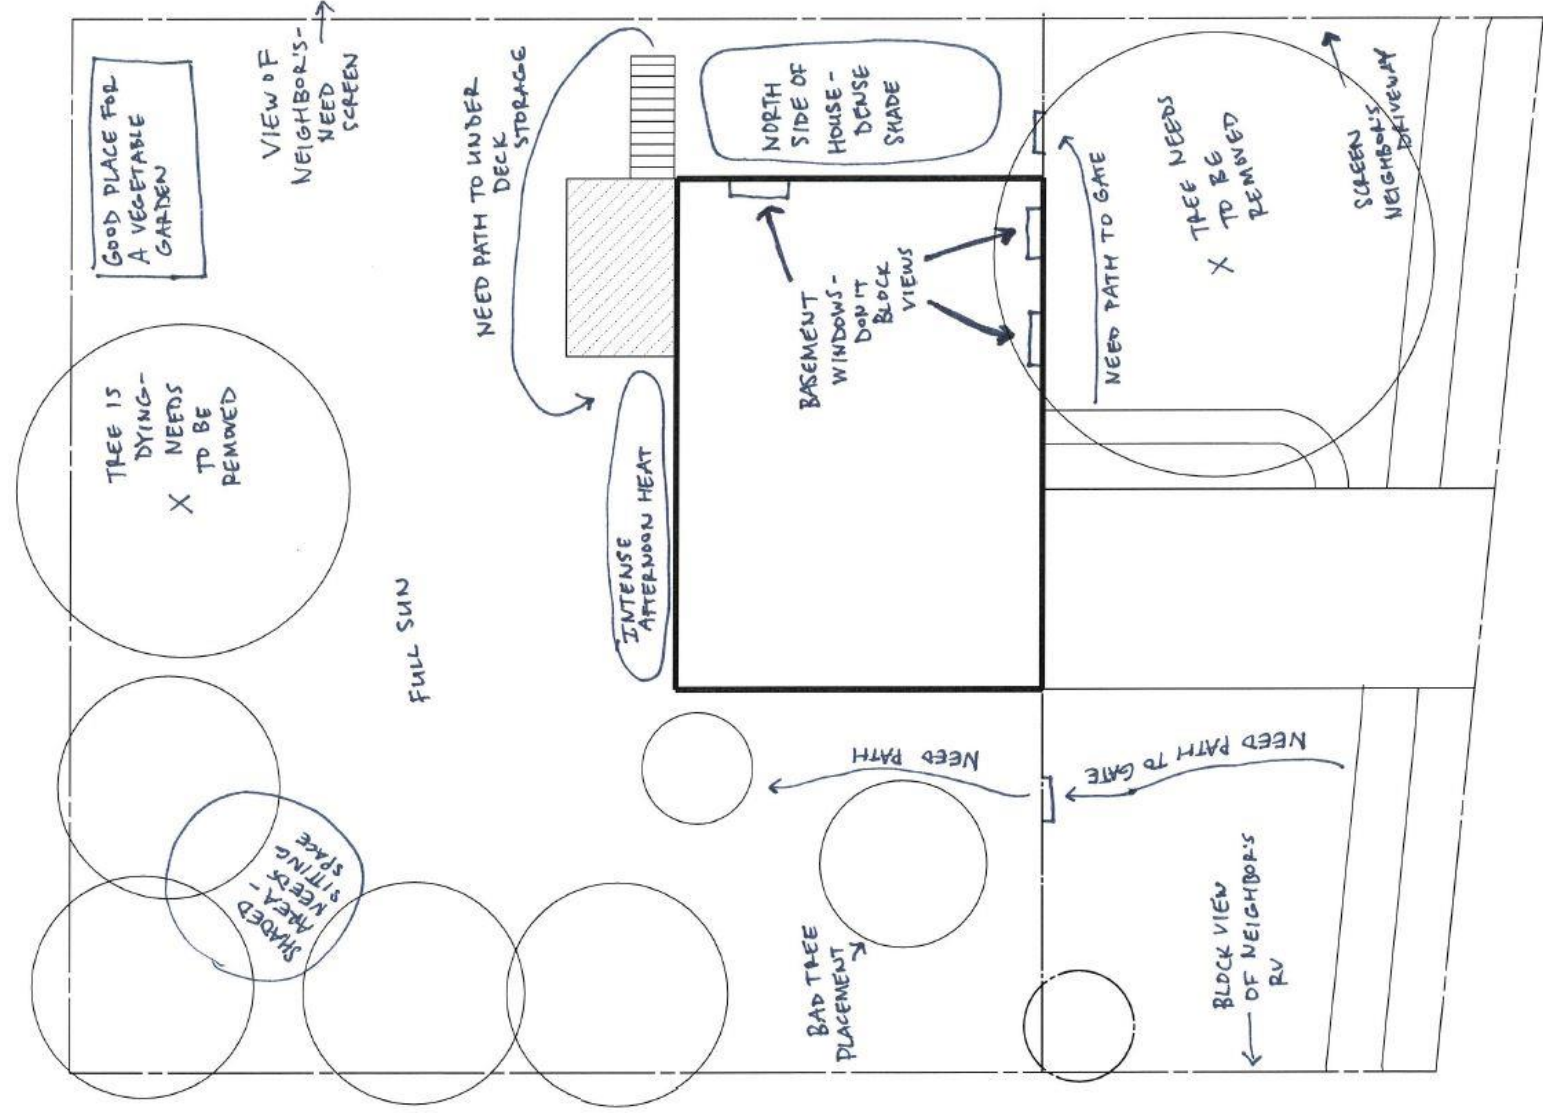 GOOD PLACE FOR
A VEGETABLE
GARDEN
VIEW OF
NEIGHBOR'S-
NEED
SCREEN
NEED PATH TO UNDER
DECK
STORAGE
NORTH
SIDE OF
HOUSE-
DENSE
SHADE
TREE NEEDS
X TO BE
REMOVED
SCREEN
NEIGHBOR'S
DRIVEWAY
NEED PATH TO GATE
BASEMENT
WINDOWS-
DON'T
BLOCK
VIEWS
TREE IS
DYING-
X NEEDS
TO BE
REMOVED
INTENSE
AFTERNOON HEAT
FULL SUN
SHADED
AREA-
NEEDS
SITTING
SPACE
NEED PATH
NEED PATH TO GATE
BAD TREE
PLACEMENT
BLOCK VIEW
OF NEIGHBOR'S
RV